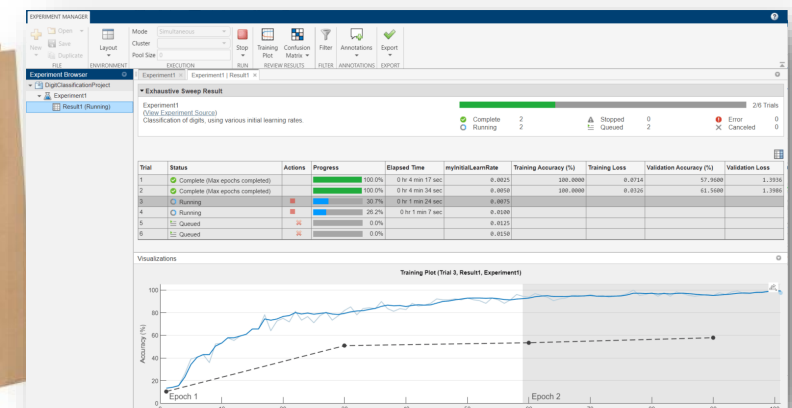 EXPERIMENT MANAGER
New Open Save Duplicate
FILE
Layout
ENVIRONMENT
Mode Simultaneous
Cluster
Pool Size 0
EXECUTION
Stop
RUN
Training Plot Confusion Matrix
REVIEW RESULTS
Filter
FILTER
Annotations
ANNOTATIONS
Export
EXPORT
Experiment Browser
DigitClassificationProject
Experiment1
Result1 (Running)
Experiment1 × Experiment1 | Result1 ×
Exhaustive Sweep Result
Experiment1
(View Experiment Source)
Classification of digits, using various initial learning rates.
2/6 Trials
Complete 2 Stopped 0 Error 0
Running 2 Queued 2 Canceled 0
Trial Status Actions Progress Elapsed Time myInitialLearnRate Training Accuracy (%) Training Loss Validation Accuracy (%) Validation Loss
1 Complete (Max epochs completed) 100.0% 0 hr 4 min 17 sec 0.0025 100.0000 0.0714 57.9600 1.3936
2 Complete (Max epochs completed) 100.0% 0 hr 4 min 34 sec 0.0050 100.0000 0.0326 61.5600 1.3986
3 Running 30.7% 0 hr 1 min 24 sec 0.0075
4 Running 26.2% 0 hr 1 min 7 sec 0.0100
5 Queued 0.0% 0.0125
6 Queued 0.0% 0.0150
Visualizations
Training Plot (Trial 3, Result1, Experiment1)
100
80
60
40
20
0
Accuracy (%)
Epoch 1 Epoch 2